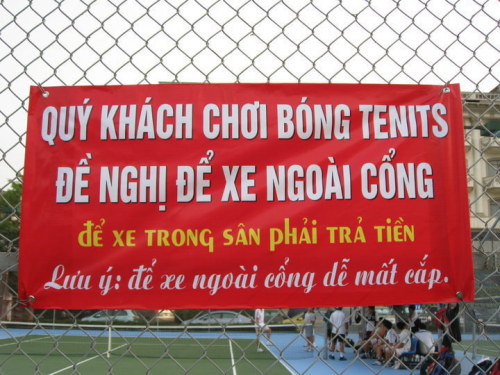 QUÝ KHÁCH CHƠI BÓNG TENITS
ĐỀ NGHỊ ĐỂ XE NGOÀI CỔNG
để XE TRONG SÂN phẢI TRẢ TIỀN
Lưu ý: để xe ngoài cổng dễ mất cắp.